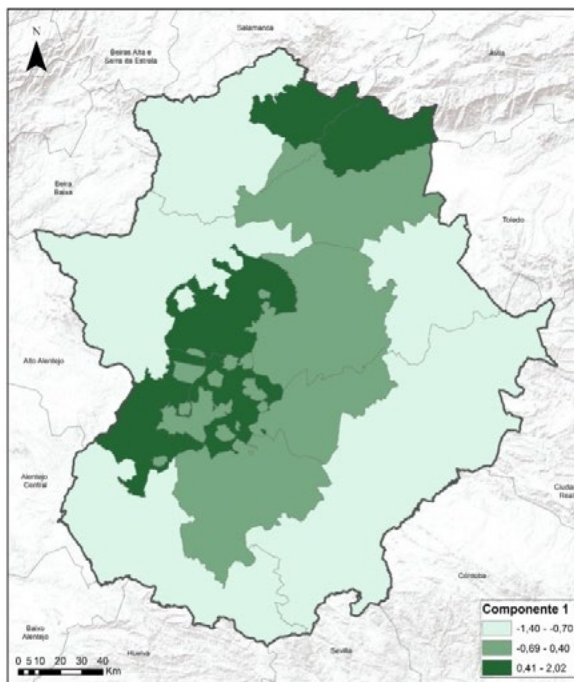 N
Salamanca
Beiras Alta e
Serra da Estrela
Ávila
Beira
Baixa
Toledo
Alto Alentejo
Alentejo
Central
Ciudad
Real
Córdoba
Baixo
Alentejo
Huelva
Sevilla
0 5 10 20 30 40
Km
Componente 1
-1,40 - -0,70
-0,69 - 0,40
0,41 - 2,02